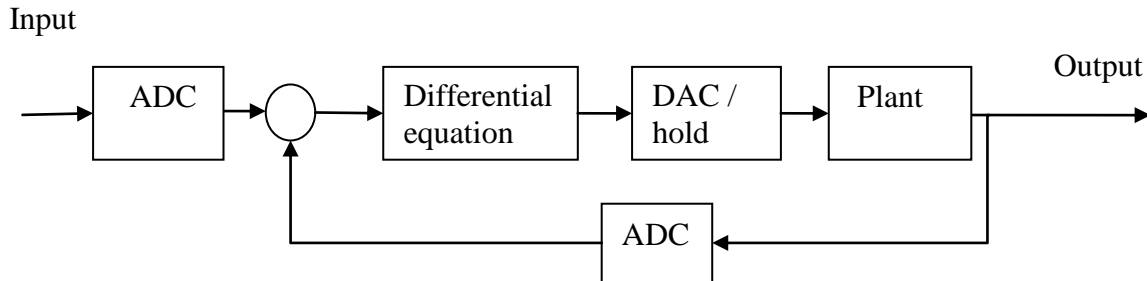 Input
ADC
Differential
equation
DAC /
hold
Plant
Output
ADC